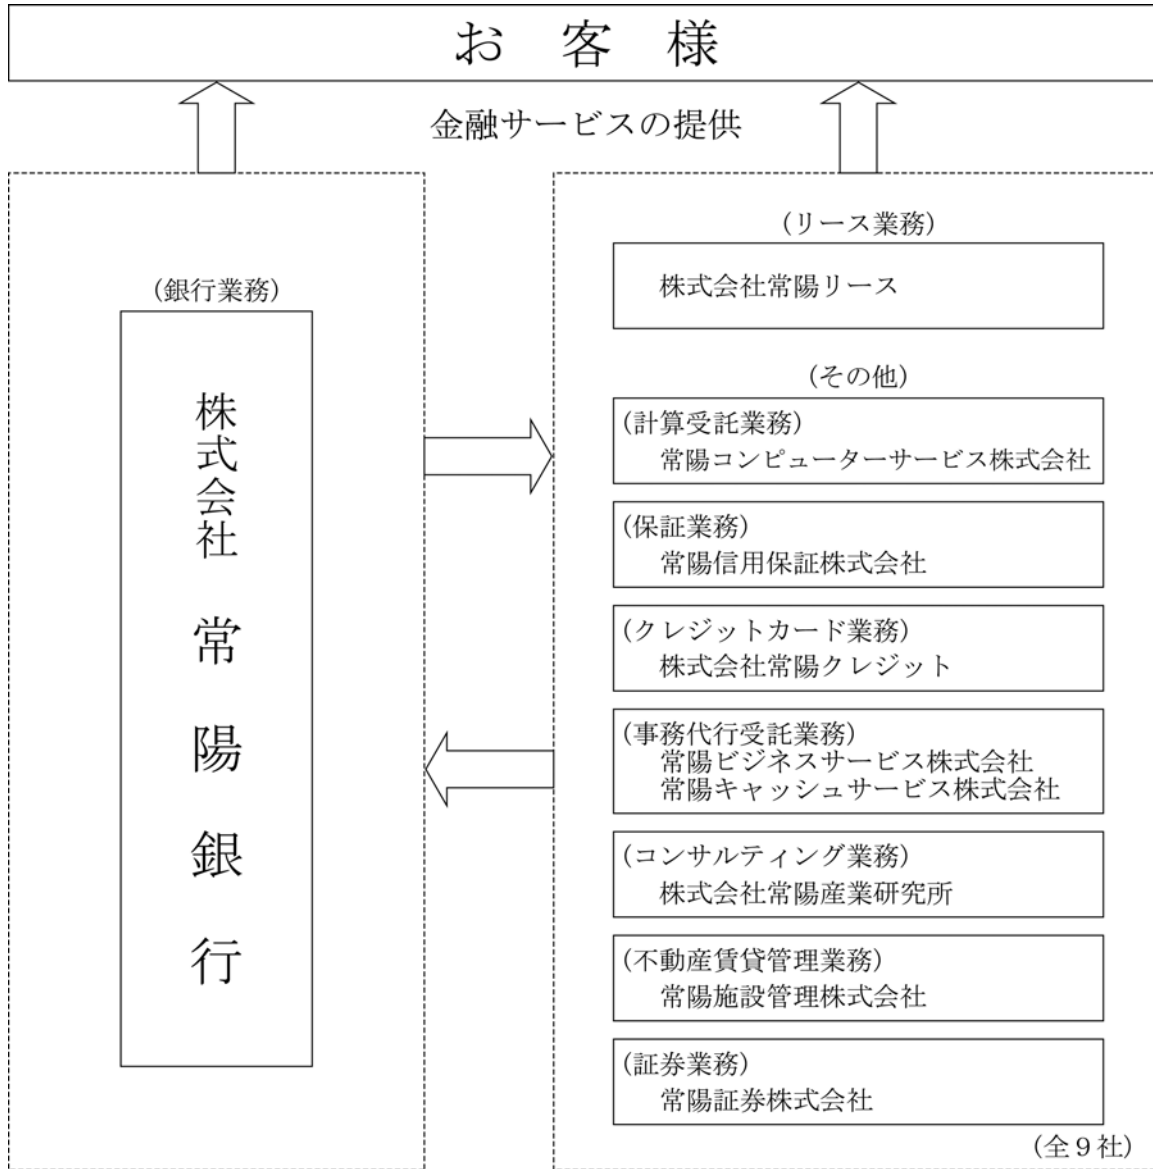 お　客　様
金融サービスの提供
(銀行業務)
株式会社　常　陽　銀　行
(リース業務)
株式会社常陽リース
(その他)
(計算受託業務)
常陽コンピューターサービス株式会社
(保証業務)
常陽信用保証株式会社
(クレジットカード業務)
株式会社常陽クレジット
(事務代行受託業務)
常陽ビジネスサービス株式会社
常陽キャッシュサービス株式会社
(コンサルティング業務)
株式会社常陽産業研究所
(不動産賃貸管理業務)
常陽施設管理株式会社
(証券業務)
常陽証券株式会社
(全９社)